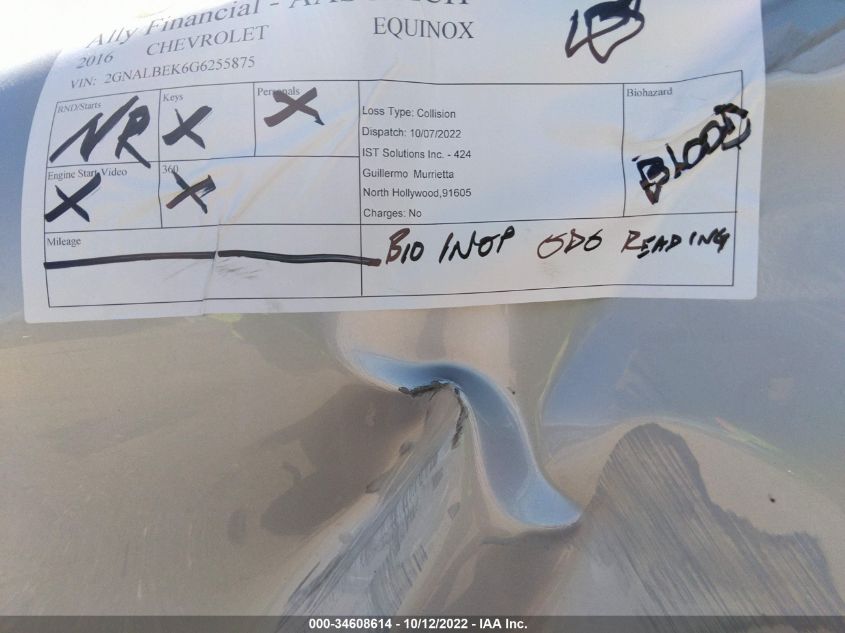 Ally Financial -
2016 CHEVROLET EQUINOX
VIN: 2GNALBEK6G6255875
RND/Starts
NR
Keys
X
Personals
X
Engine Start Video
X
360
X
Loss Type: Collision
Dispatch: 10/07/2022
IST Solutions Inc. - 424
Guillermo Murrietta
North Hollywood,91605
Charges: No
Biohazard
BLOOD
Mileage
BIO INOP ODO READING
000-34608614 - 10/12/2022 - IAA Inc.